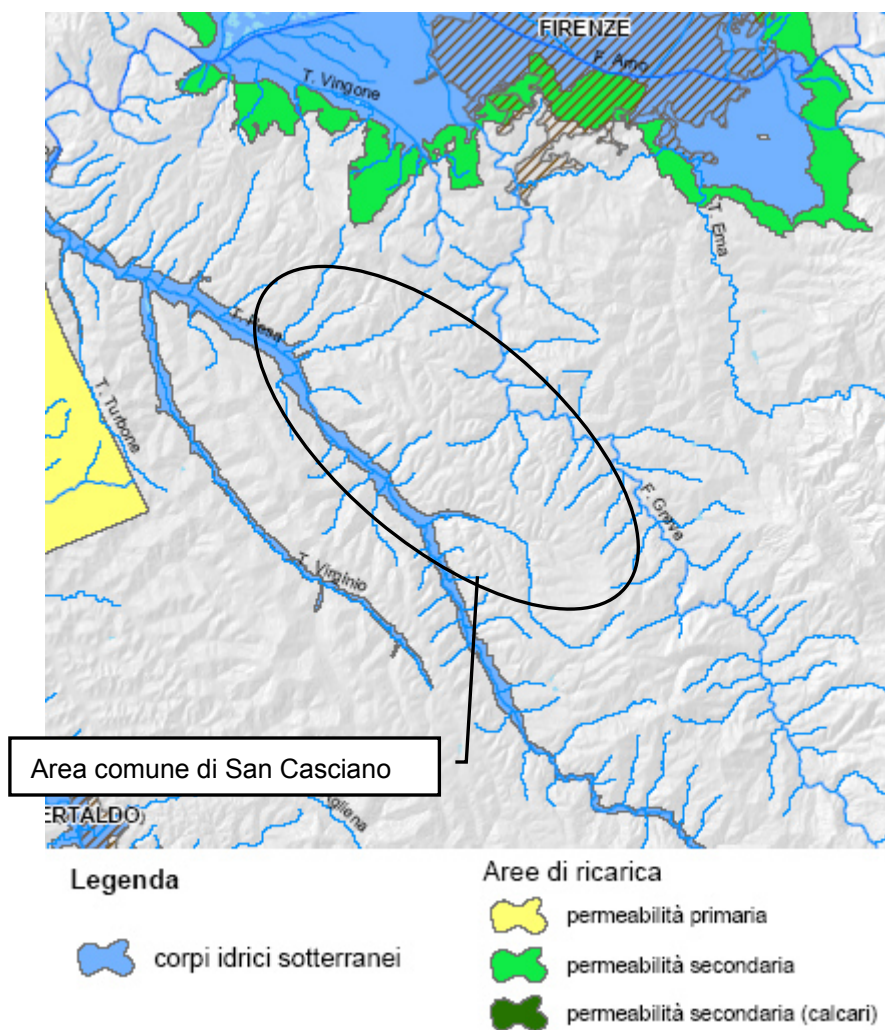 FIRENZE
F. Arno
T. Vingone
T. Ema
F. Pesa
T. Turbone
F. Greve
T. Virginio
Area comune di San Casciano
ERTALDO
Legenda
corpi idrici sotterranei
Aree di ricarica
permeabilità primaria
permeabilità secondaria
permeabilità secondaria (calcari)